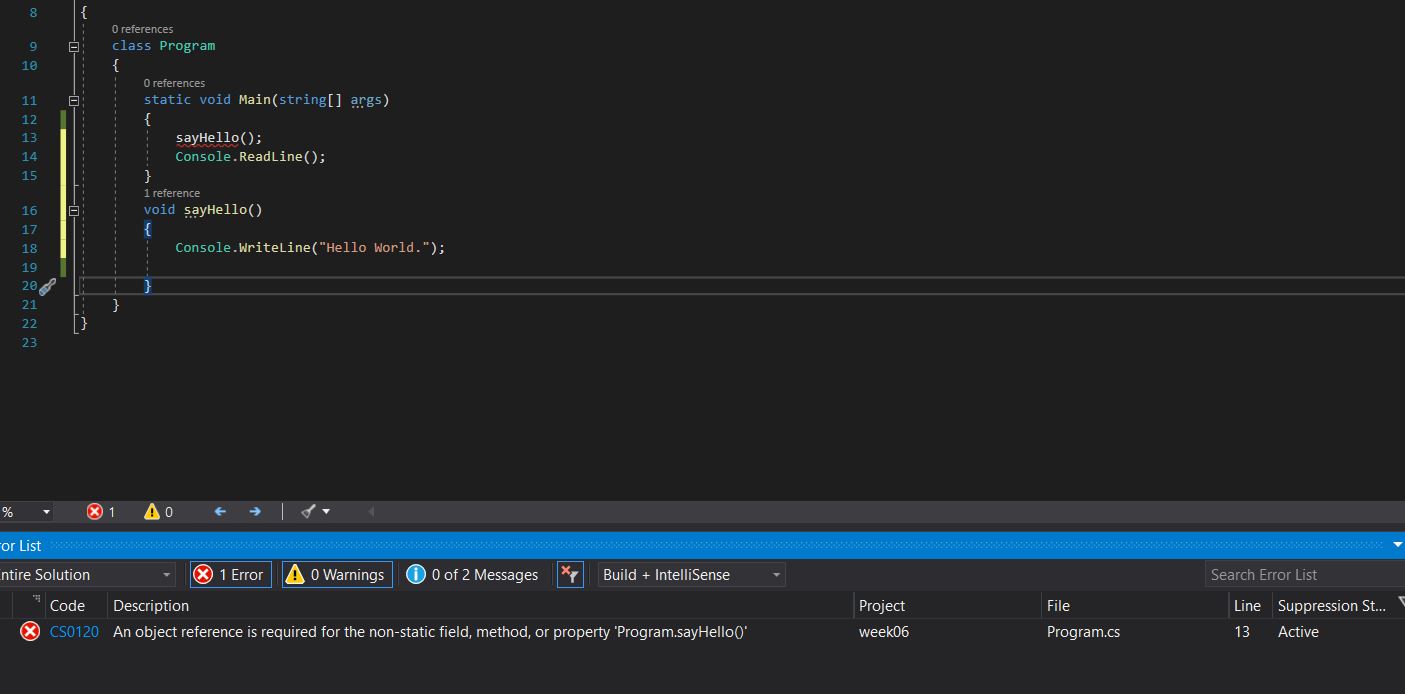 8 {
0 references
9 class Program
10 {
0 references
11 static void Main(string[] args)
12 {
13 sayHello();
14 Console.ReadLine();
15 }
1 reference
16 void sayHello()
17 {
18 Console.WriteLine("Hello World.");
19
20 }
21 }
22 }
23
% 1 0
or List
ntire Solution 1 Error 0 Warnings 0 of 2 Messages Build + IntelliSense Search Error List
Code Description Project File Line Suppression St...
CS0120 An object reference is required for the non-static field, method, or property 'Program.sayHello()' week06 Program.cs 13 Active